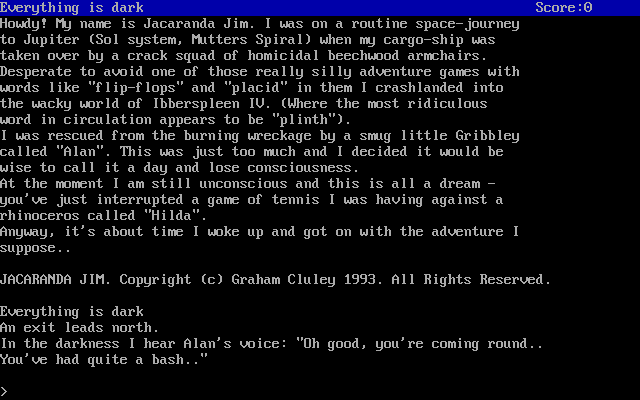 Everything is dark Score:0
Howdy! My name is Jacaranda Jim. I was on a routine space-journey
to Jupiter (Sol system, Mutters Spiral) when my cargo-ship was
taken over by a crack squad of homicidal beechwood armchairs.
Desperate to avoid one of those really silly adventure games with
words like "flip-flops" and "placid" in them I crashlanded into
the wacky world of Ibberspleen IV. (Where the most ridiculous
word in circulation appears to be "plinth").
I was rescued from the burning wreckage by a smug little Gribbley
called "Alan". This was just too much and I decided it would be
wise to call it a day and lose consciousness.
At the moment I am still unconscious and this is all a dream -
you've just interrupted a game of tennis I was having against a
rhinoceros called "Hilda".
Anyway, it's about time I woke up and got on with the adventure I
suppose..
JACARANDA JIM. Copyright (c) Graham Cluley 1993. All Rights Reserved.
Everything is dark
An exit leads north.
In the darkness I hear Alan's voice: "Oh good, you're coming round..
You've had quite a bash.."
>